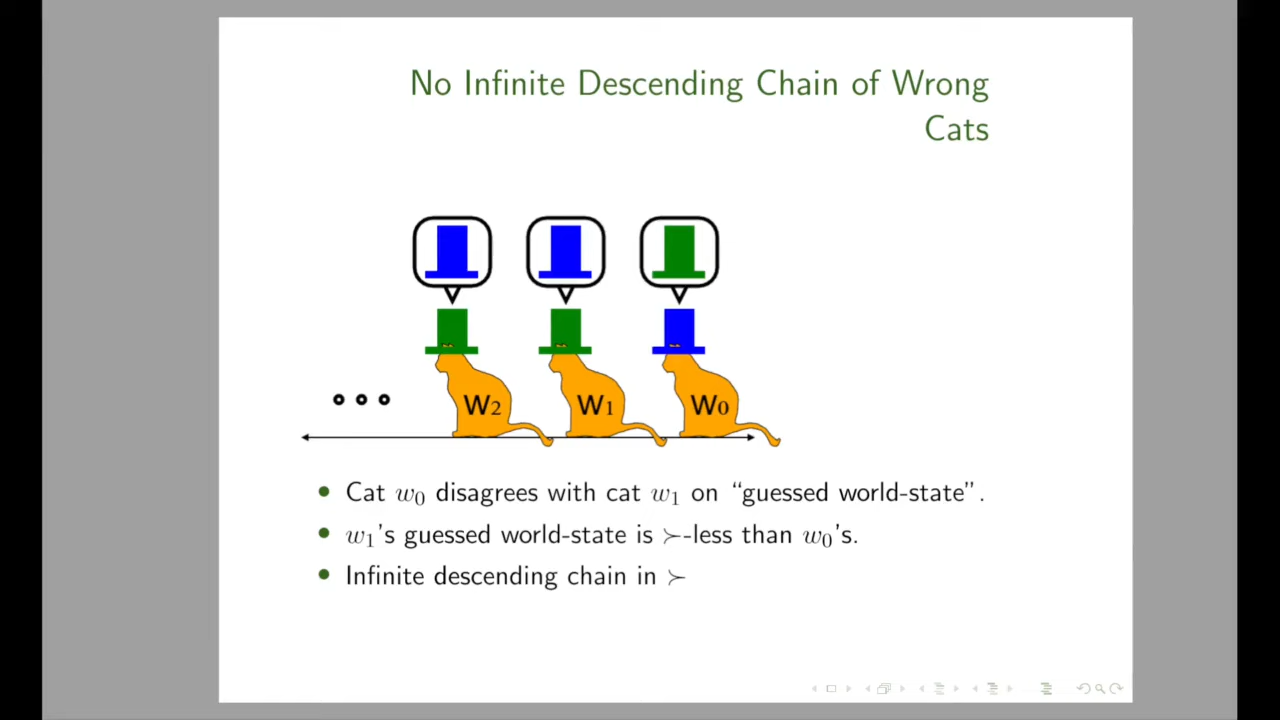 No Infinite Descending Chain of Wrong
Cats
w₂ w₁ w₀
• Cat w₀ disagrees with cat w₁ on “guessed world-state”.
• w₁’s guessed world-state is ≻-less than w₀’s.
• Infinite descending chain in ≻